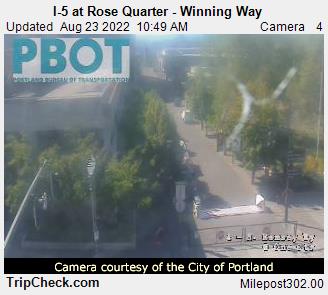 I-5 at Rose Quarter - Winning Way
Updated Aug 23 2022 10:49 AM Camera 4
PBOT
PORTLAND BUREAU OF TRANSPORTATION
Camera courtesy of the City of Portland
TripCheck.com Milepost302.00